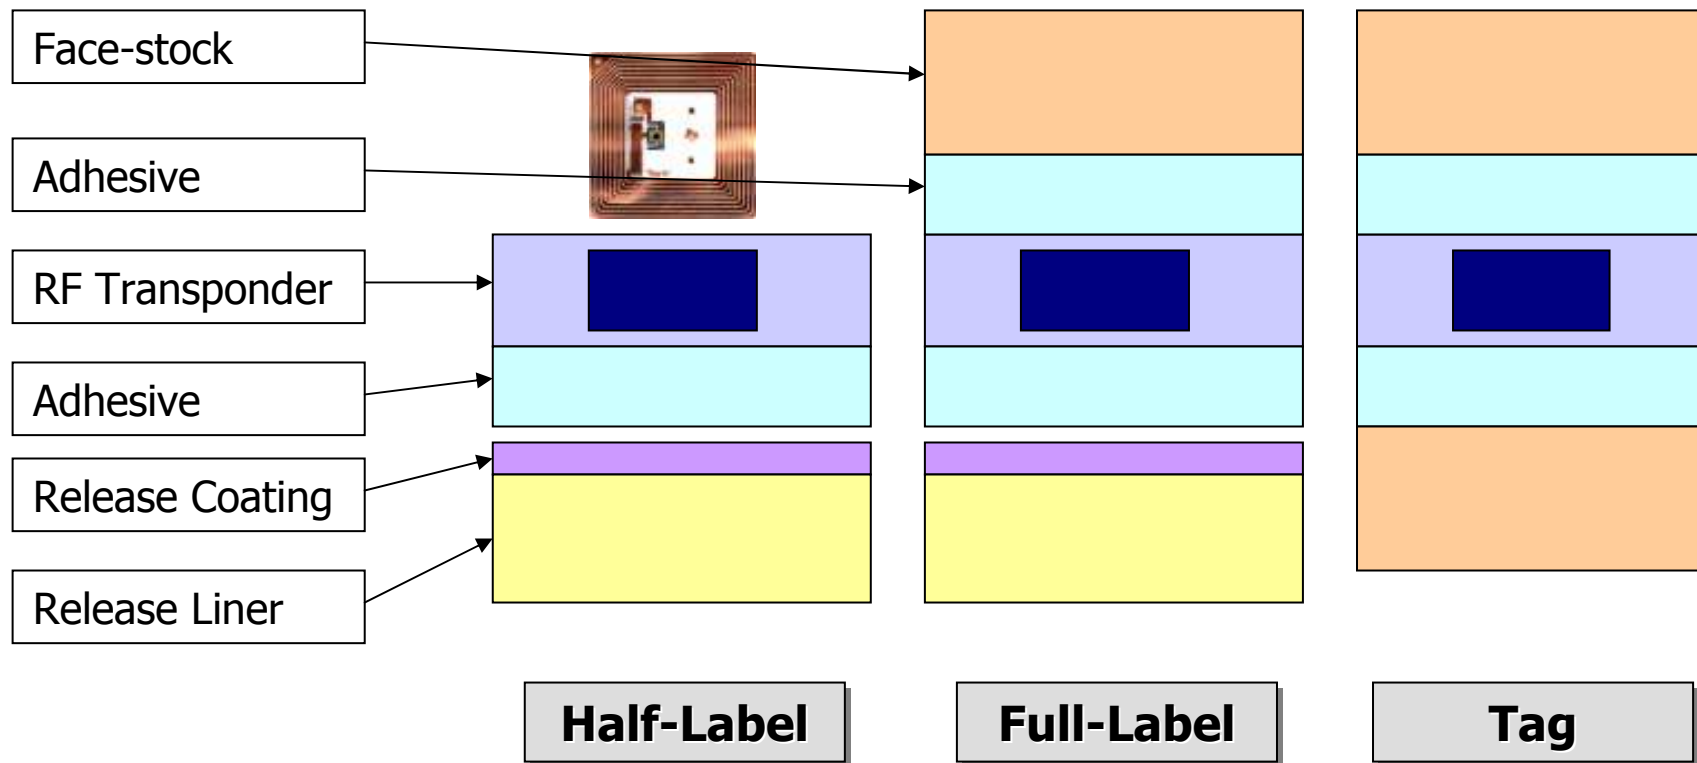 Face-stock
Adhesive
RF Transponder
Adhesive
Release Coating
Release Liner
Half-Label
Full-Label
Tag